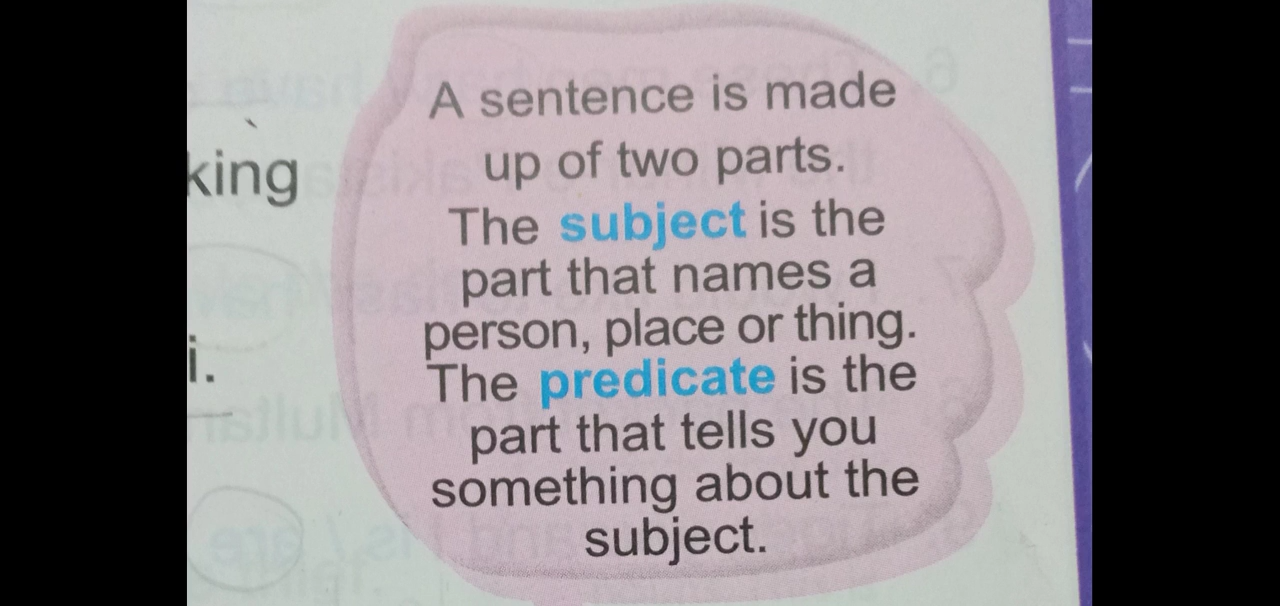 A sentence is made
up of two parts.
The subject is the
part that names a
person, place or thing.
The predicate is the
part that tells you
something about the
subject.
king
i.